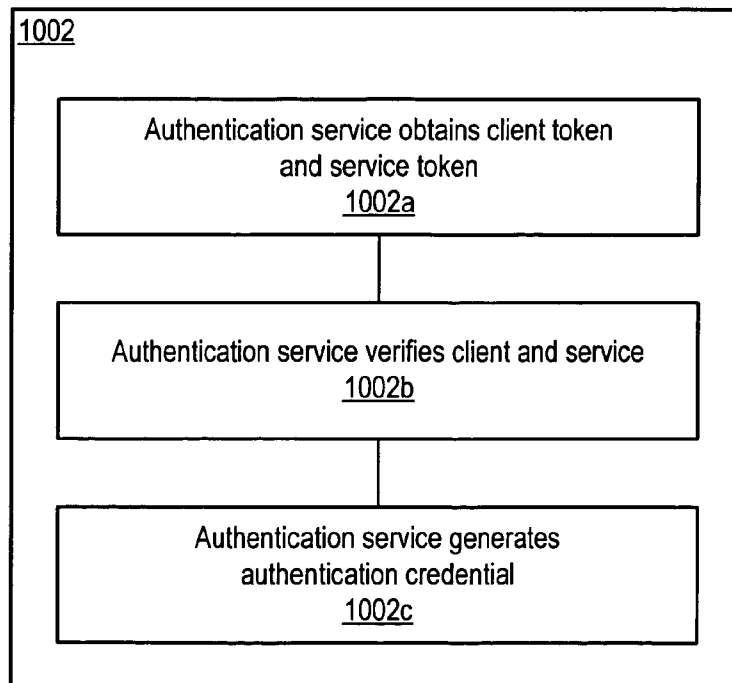 1002
Authentication service obtains client token
and service token
1002a
Authentication service verifies client and service
1002b
Authentication service generates
authentication credential
1002c